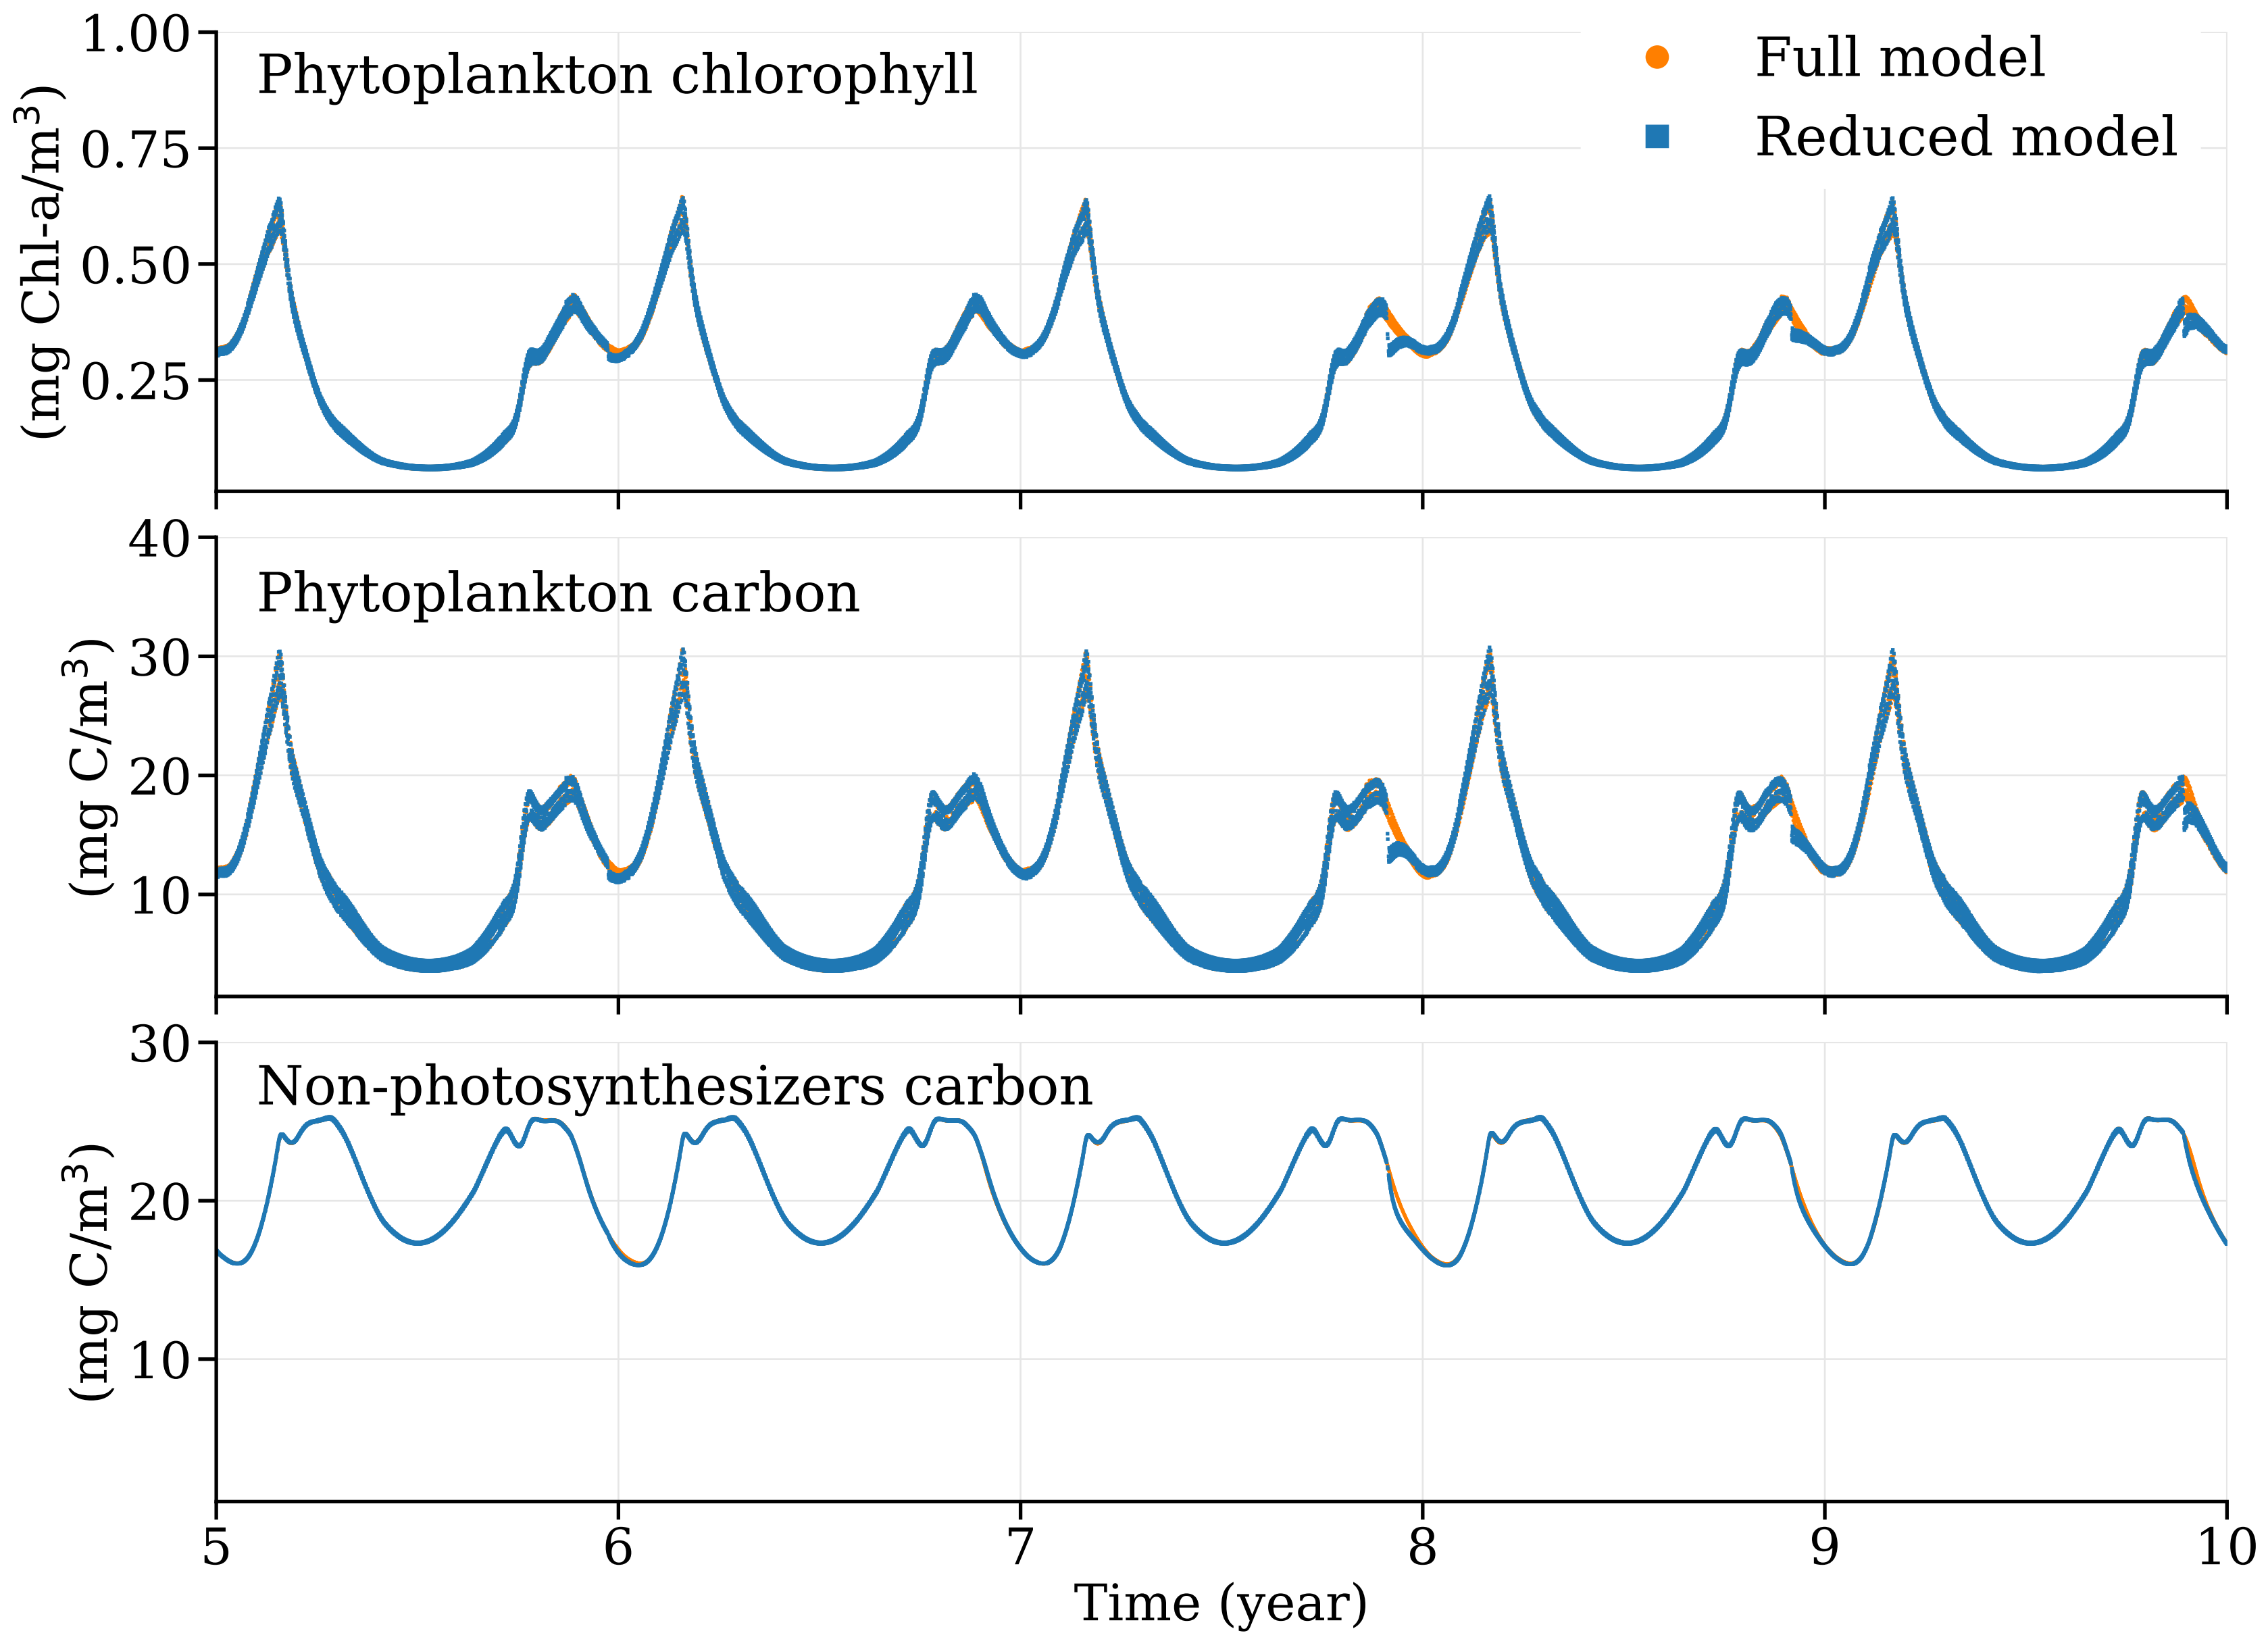 1.00
0.75
0.50
0.25
(mg Chl-a/m³)
Phytoplankton chlorophyll
Full model
Reduced model
40
30
20
10
(mg C/m³)
Phytoplankton carbon
30
20
10
(mg C/m³)
Non-photosynthesizers carbon
5 6 7 8 9 10
Time (year)